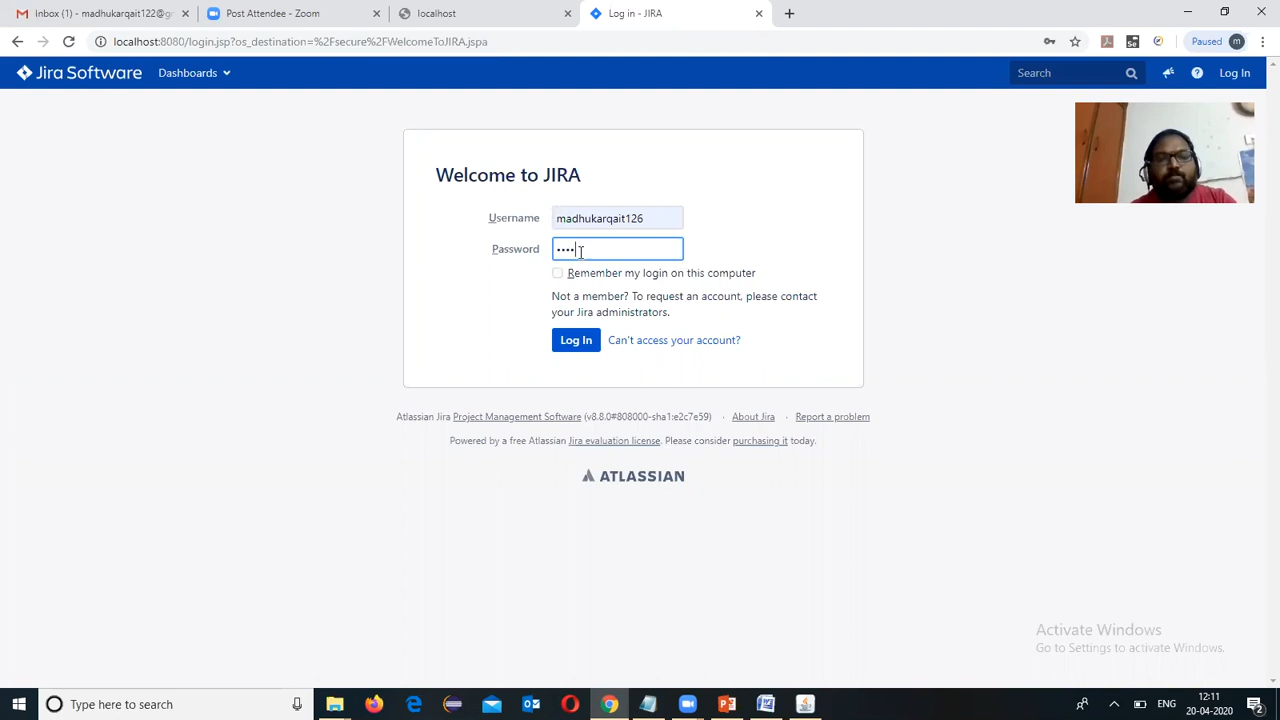 Inbox (1) - madhukarqait122@g
Post Attendee - Zoom
localhost
Log in - JIRA
localhost:8080/login.jsp?os_destination=%2Fsecure%2FWelcomeToJIRA.jspa
Se
Paused
m
Jira Software
Dashboards
Search
Log In
Welcome to JIRA
Username
madhukarqait126
Password
••••
Remember my login on this computer
Not a member? To request an account, please contact
your Jira administrators.
Log In
Can't access your account?
Atlassian Jira Project Management Software (v8.8.0#808000-sha1:e2c7e59) · About Jira · Report a problem
Powered by a free Atlassian Jira evaluation license. Please consider purchasing it today.
ATLASSIAN
Activate Windows
Go to Settings to activate Windows.
Type here to search
ENG
12:11
20-04-2020
2